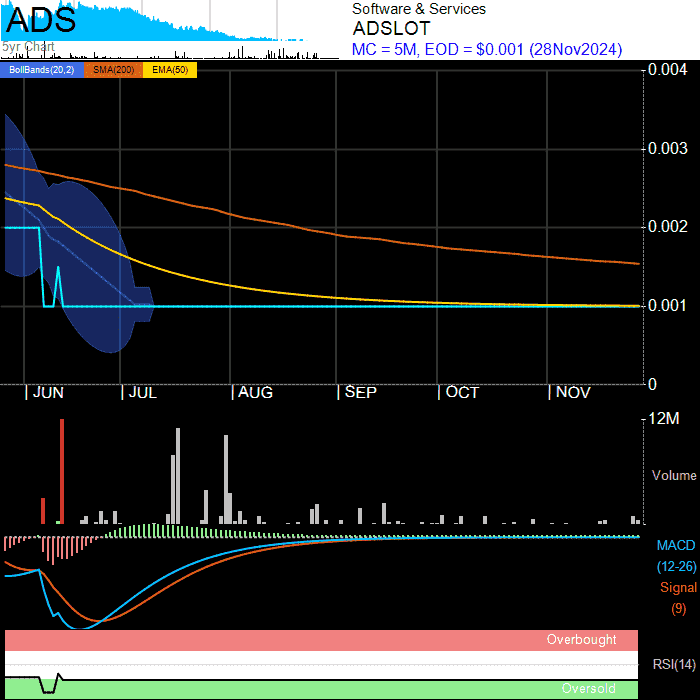 ADS
5yr Chart
Software & Services
ADSLOT
MC = 5M, EOD = $0.001 (28Nov2024)
BollBands(20,2) SMA(200) EMA(50)
0.004
0.003
0.002
0.001
0
JUN JUL AUG SEP OCT NOV
12M
Volume
MACD
(12-26)
Signal
(9)
Overbought
RSI(14)
Oversold